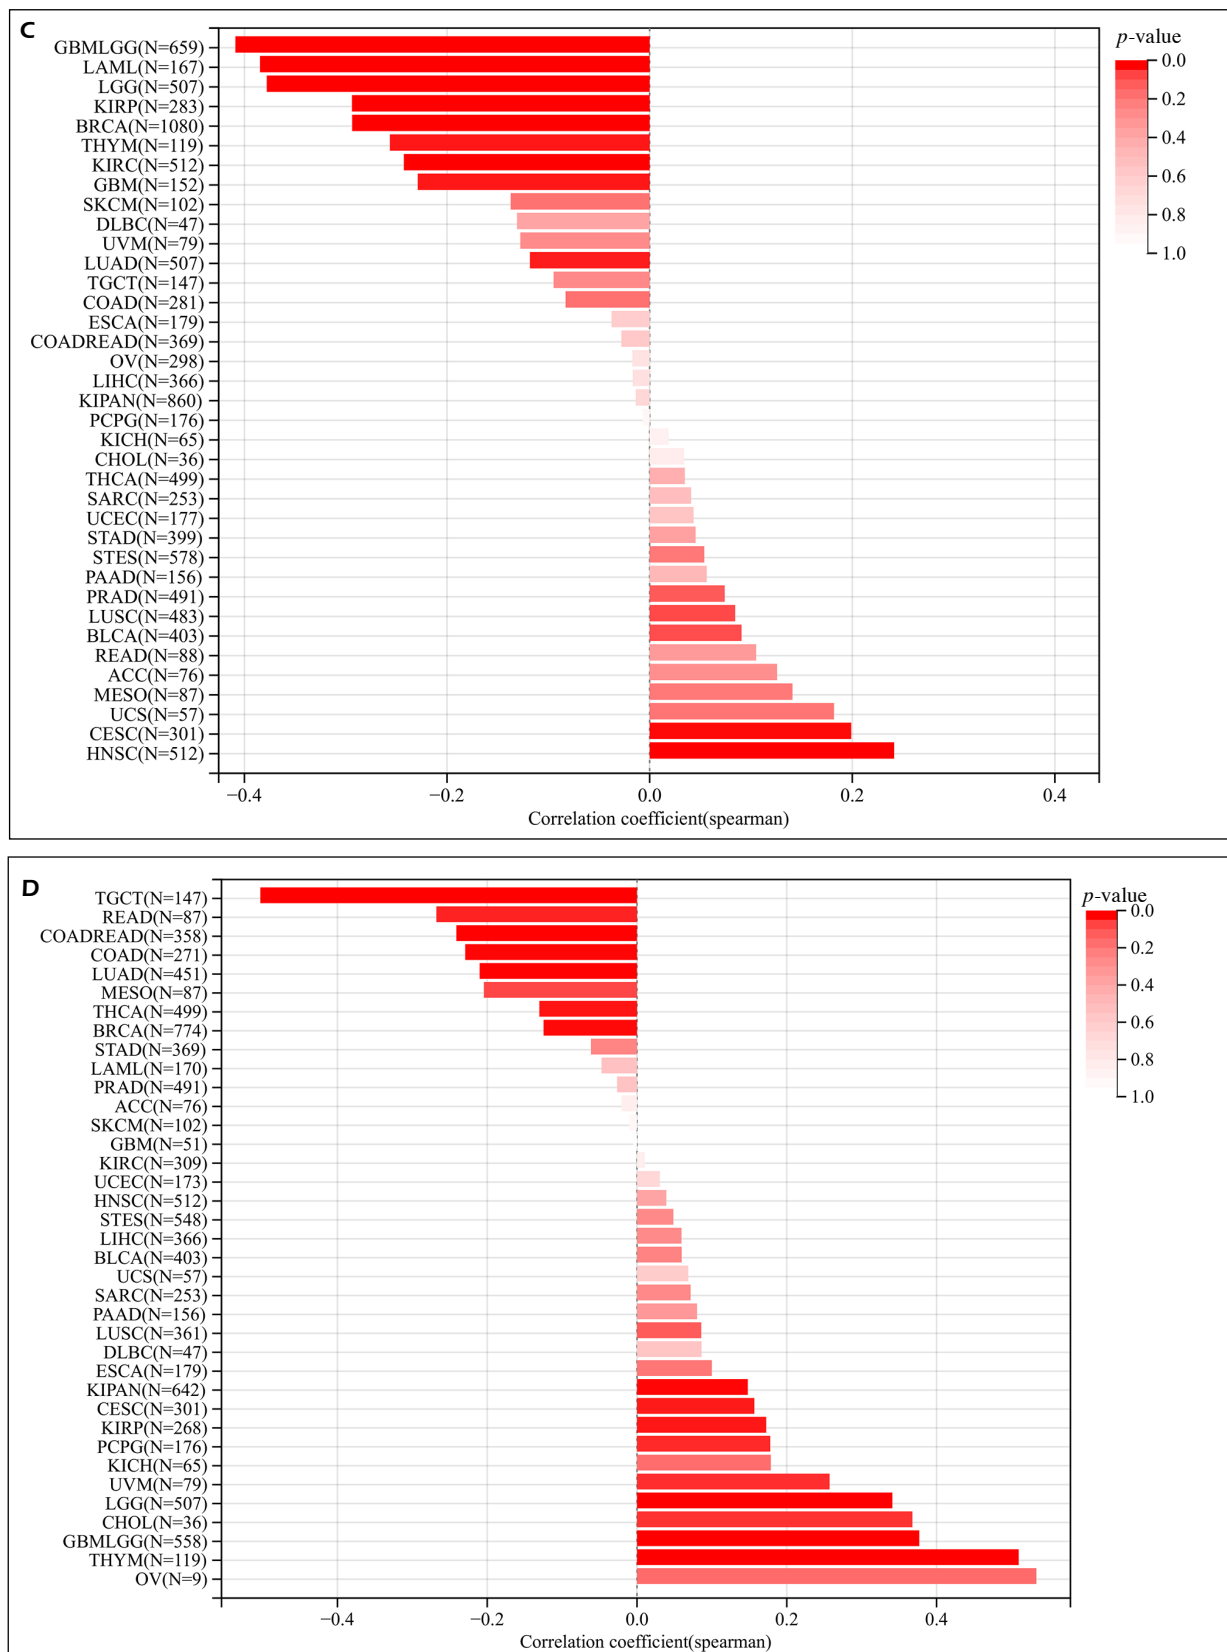 C
p-value
GBMLGG(N=659)
LAML(N=167)
LGG(N=507)
KIRP(N=283)
BRCA(N=1080)
THYM(N=119)
KIRC(N=512)
GBM(N=152)
SKCM(N=102)
DLBC(N=47)
UVM(N=79)
LUAD(N=507)
TGCT(N=147)
COAD(N=281)
ESCA(N=179)
COADREAD(N=369)
OV(N=298)
LIHC(N=366)
KIPAN(N=860)
PCPG(N=176)
KICH(N=65)
CHOL(N=36)
THCA(N=499)
SARC(N=253)
UCEC(N=177)
STAD(N=399)
STES(N=578)
PAAD(N=156)
PRAD(N=491)
LUSC(N=483)
BLCA(N=403)
READ(N=88)
ACC(N=76)
MESO(N=87)
UCS(N=57)
CESC(N=301)
HNSC(N=512)
0.0
0.2
0.4
0.6
0.8
1.0
−0.4 −0.2 0.0 0.2 0.4
Correlation coefficient(spearman)
D
p-value
TGCT(N=147)
READ(N=87)
COADREAD(N=358)
COAD(N=271)
LUAD(N=451)
MESO(N=87)
THCA(N=499)
BRCA(N=774)
STAD(N=369)
LAML(N=170)
PRAD(N=491)
ACC(N=76)
SKCM(N=102)
GBM(N=51)
KIRC(N=309)
UCEC(N=173)
HNSC(N=512)
STES(N=548)
LIHC(N=366)
BLCA(N=403)
UCS(N=57)
SARC(N=253)
PAAD(N=156)
LUSC(N=361)
DLBC(N=47)
ESCA(N=179)
KIPAN(N=642)
CESC(N=301)
KIRP(N=268)
PCPG(N=176)
KICH(N=65)
UVM(N=79)
LGG(N=507)
CHOL(N=36)
GBMLGG(N=558)
THYM(N=119)
OV(N=9)
0.0
0.2
0.4
0.6
0.8
1.0
−0.4 −0.2 0.0 0.2 0.4
Correlation coefficient(spearman)